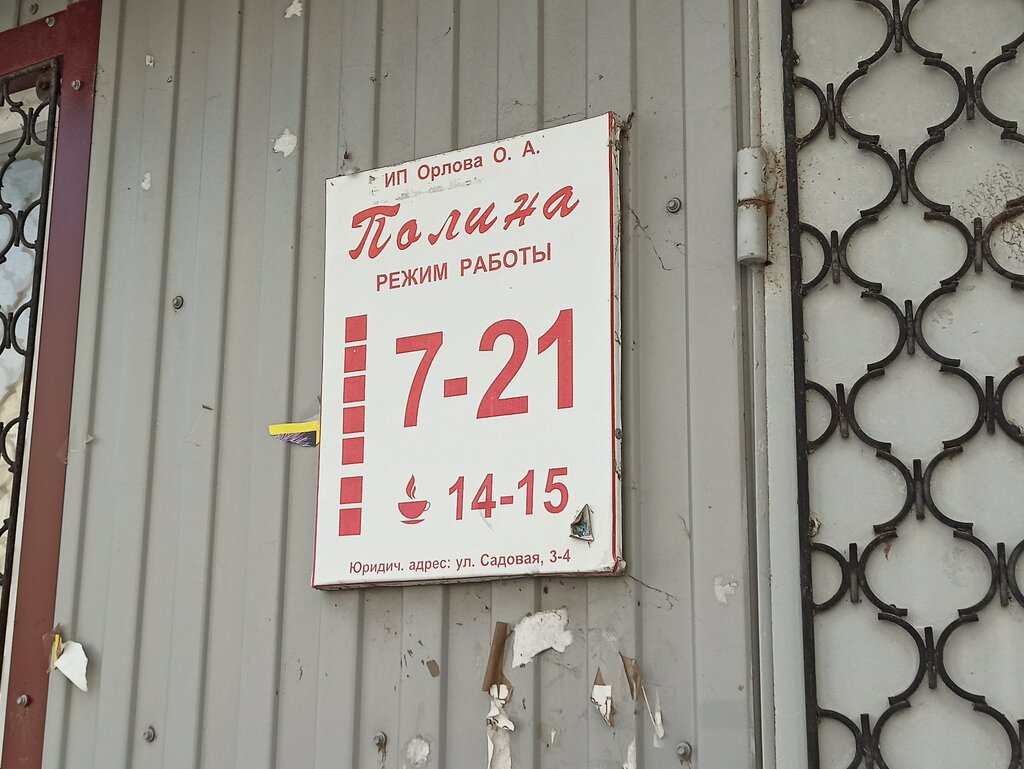 ИП Орлова О. А.
Полина
РЕЖИМ РАБОТЫ
7-21
14-15
Юридич. адрес: ул. Садовая, 3-4